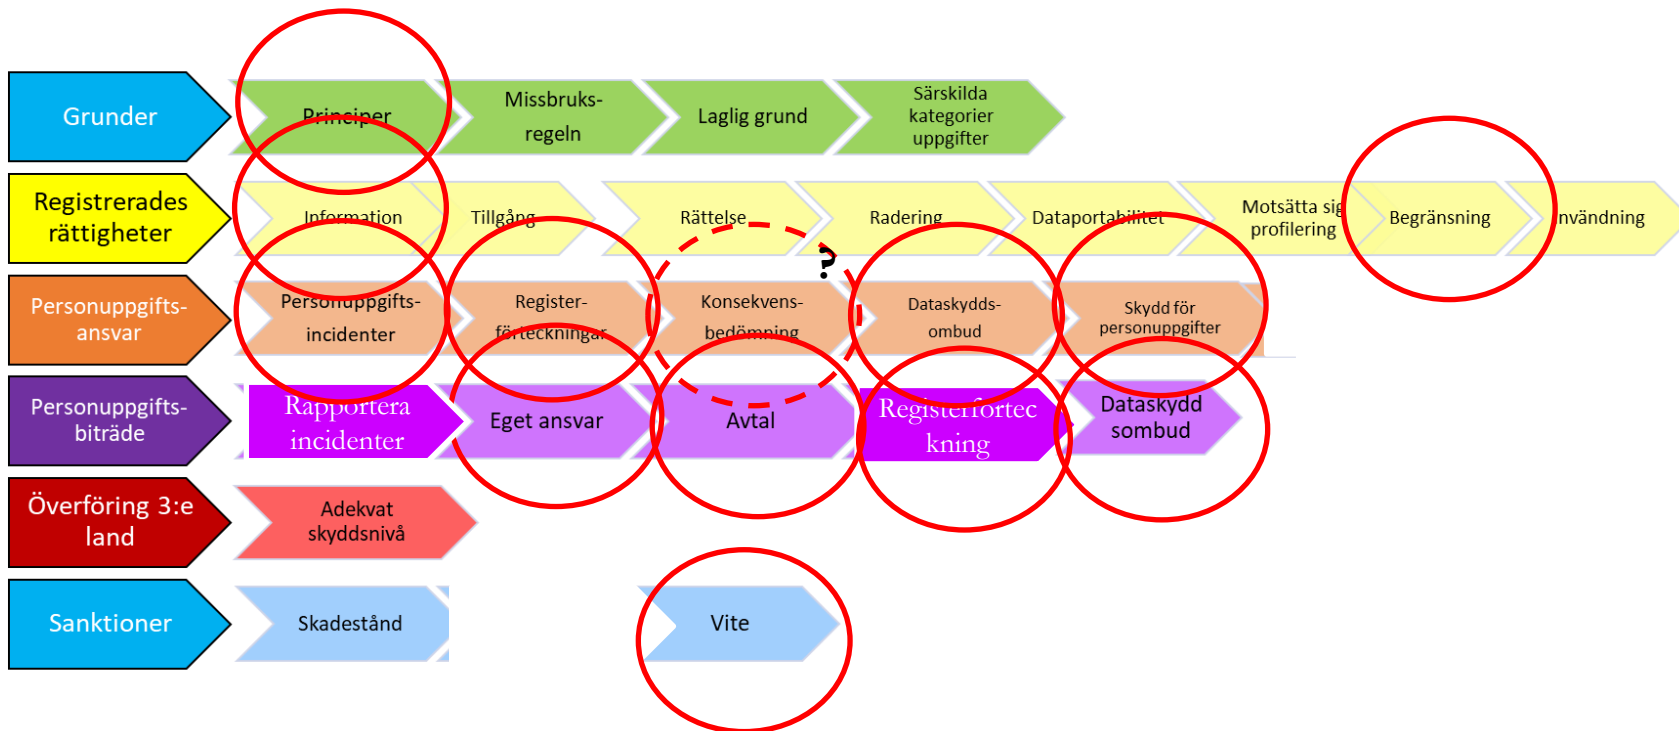 Grunder
Principer
Missbruks-
regeln
Laglig grund
Särskilda
kategorier
uppgifter
Registrerades
rättigheter
Information
Tillgång
Rättelse
Radering
Dataportabilitet
Motsätta sig
profilering
Begränsning
nvändning
?
Personuppgifts-
ansvar
Personuppgifts-
incidenter
Register-
förteckningar
Konsekvens-
bedömning
Dataskydds-
ombud
Skydd för
personuppgifter
Personuppgifts-
biträde
Rapportera
incidenter
Eget ansvar
Avtal
Registerförtec
kning
Dataskydd
sombud
Överföring 3:e
land
Adekvat
skyddsnivå
Sanktioner
Skadestånd
Vite